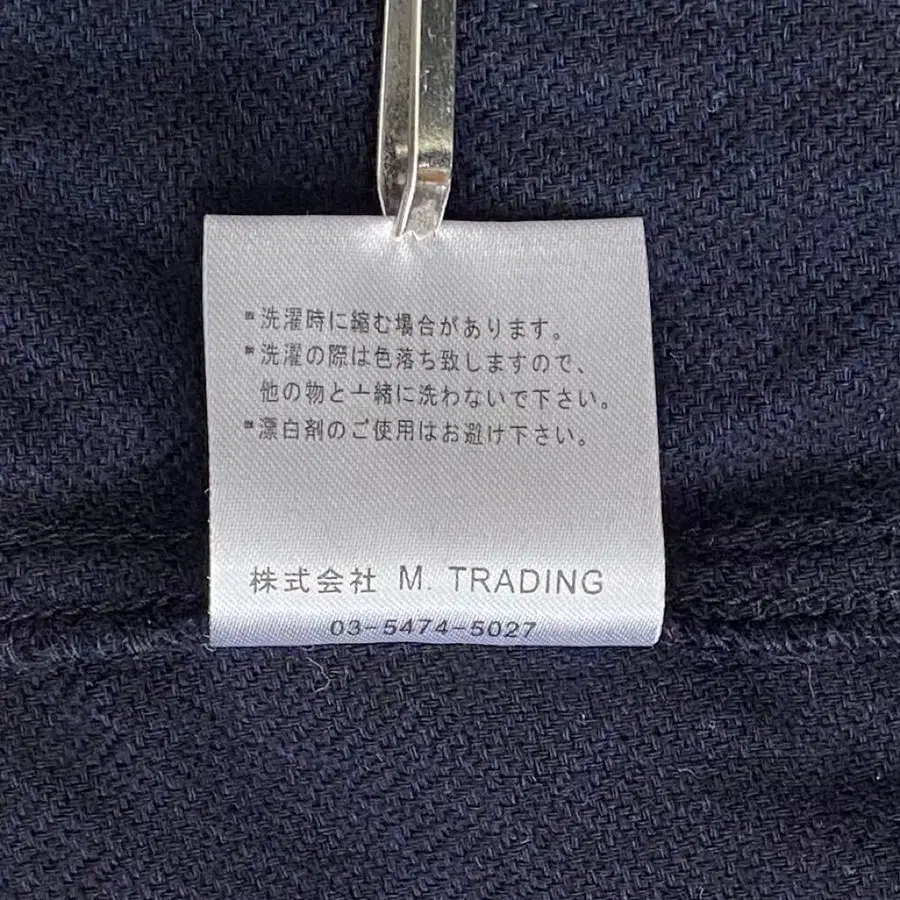 ■洗濯時に縮む場合があります。
■洗濯の際は色落ち致しますので、
他の物と一緒に洗わないで下さい。
■漂白剤のご使用はお避け下さい。
株式会社 M. TRADING
03-5474-5027